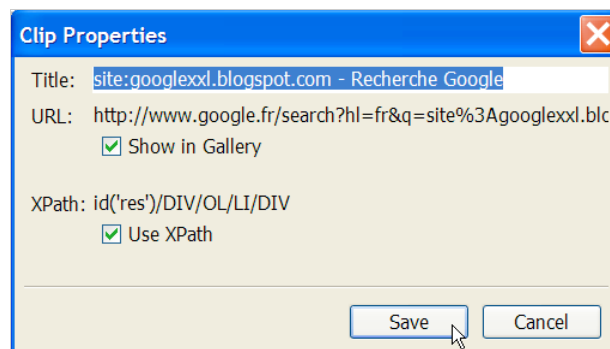 Clip Properties
Title: site:googlexxl.blogspot.com - Recherche Google
URL: http://www.google.fr/search?hl=fr&q=site%3Agooglexxl.blc
Show in Gallery
XPath: id('res')/DIV/OL/LI/DIV
Use XPath
Save Cancel